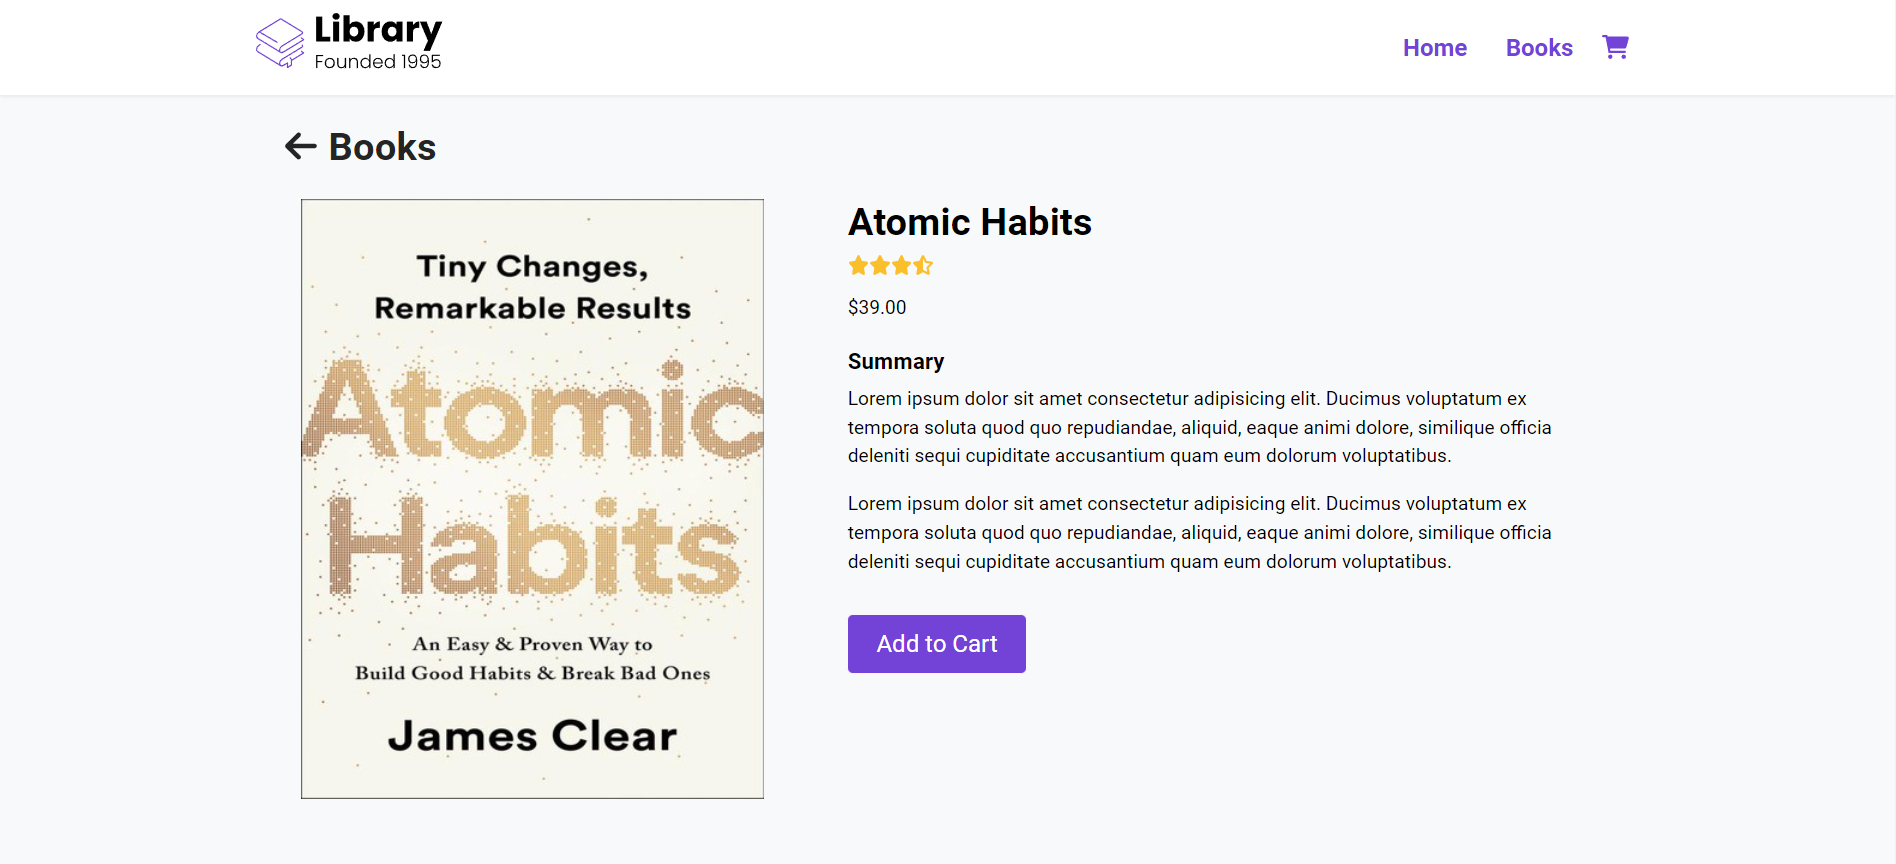 Library
Founded 1995
Home Books
Books
Tiny Changes,
Remarkable Results
Atomic
Habits
An Easy & Proven Way to
Build Good Habits & Break Bad Ones
James Clear
Atomic Habits
$39.00
Summary
Lorem ipsum dolor sit amet consectetur adipisicing elit. Ducimus voluptatum ex
tempora soluta quod quo repudiandae, aliquid, eaque animi dolore, similique officia
deleniti sequi cupiditate accusantium quam eum dolorum voluptatibus.
Lorem ipsum dolor sit amet consectetur adipisicing elit. Ducimus voluptatum ex
tempora soluta quod quo repudiandae, aliquid, eaque animi dolore, similique officia
deleniti sequi cupiditate accusantium quam eum dolorum voluptatibus.
Add to Cart